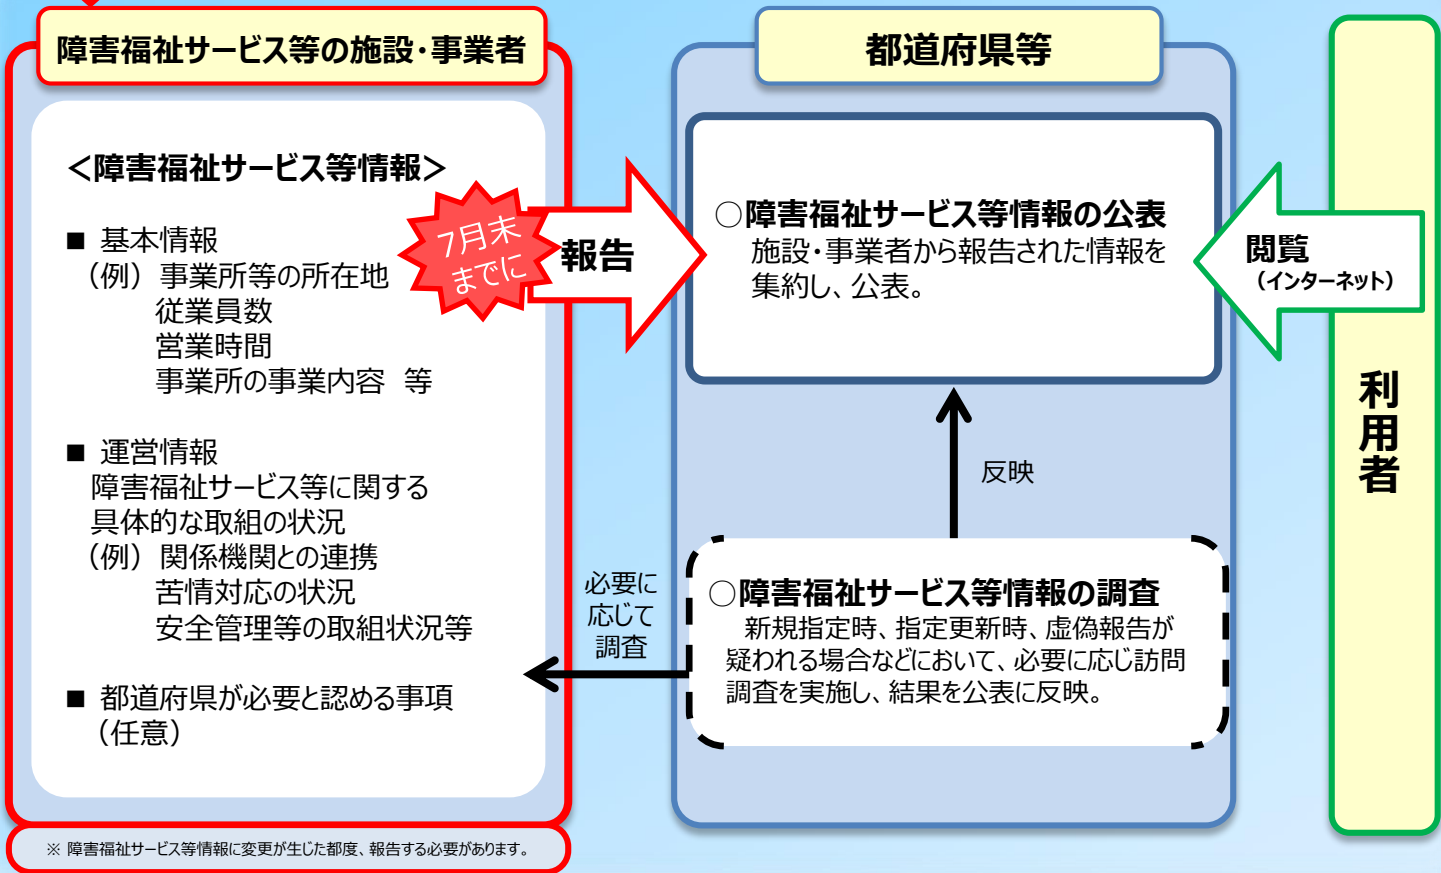 障害福祉サービス等の施設・事業者
＜障害福祉サービス等情報＞
■ 基本情報
（例）事業所等の所在地
従業員数
営業時間
事業所の事業内容 等
■ 運営情報
障害福祉サービス等に関する
具体的な取組の状況
（例）関係機関との連携
苦情対応の状況
安全管理等の取組状況等
■ 都道府県が必要と認める事項
（任意）
※ 障害福祉サービス等情報に変更が生じた都度、報告する必要があります。
7月末
までに
報告
必要に
応じて
調査
都道府県等
○障害福祉サービス等情報の公表
施設・事業者から報告された情報を
集約し、公表。
反映
○障害福祉サービス等情報の調査
新規指定時、指定更新時、虚偽報告が
疑われる場合などにおいて、必要に応じ訪問
調査を実施し、結果を公表に反映。
閲覧
（インターネット）
利用者